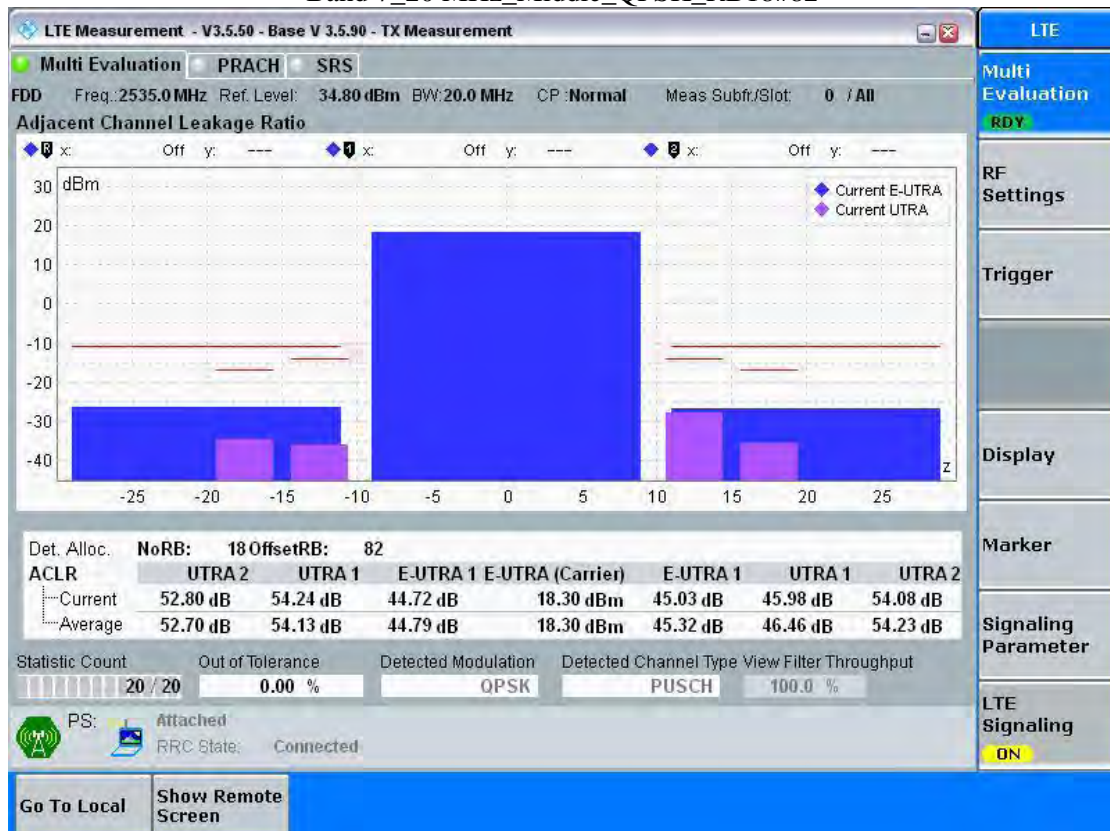 Band 7_20 MHz_Middle_QPSK_RB18#82
LTE Measurement - V3.5.50 - Base V 3.5.90 - TX Measurement
LTE
Multi Evaluation PRACH SRS
Multi Evaluation
RDY
FDD Freq.:2535.0 MHz Ref. Level: 34.80 dBm BW:20.0 MHz CP :Normal Meas Subfr./Slot: 0 / All
Adjacent Channel Leakage Ratio
R x: Off y: --- 1 x: Off y: --- 2 x: Off y: ---
dBm
Current E-UTRA
Current UTRA
30
20
10
0
-10
-20
-30
-40
z
-25 -20 -15 -10 -5 0 5 10 15 20 25
RF Settings
Trigger
Display
Marker
Signaling Parameter
LTE Signaling
ON
Det. Alloc. NoRB: 18 OffsetRB: 82
ACLR UTRA 2 UTRA 1 E-UTRA 1 E-UTRA (Carrier) E-UTRA 1 UTRA 1 UTRA 2
Current 52.80 dB 54.24 dB 44.72 dB 18.30 dBm 45.03 dB 45.98 dB 54.08 dB
Average 52.70 dB 54.13 dB 44.79 dB 18.30 dBm 45.32 dB 46.46 dB 54.23 dB
Statistic Count Out of Tolerance Detected Modulation Detected Channel Type View Filter Throughput
20 / 20 0.00 % QPSK PUSCH 100.0 %
PS: Attached
RRC State: Connected
Go To Local
Show Remote Screen